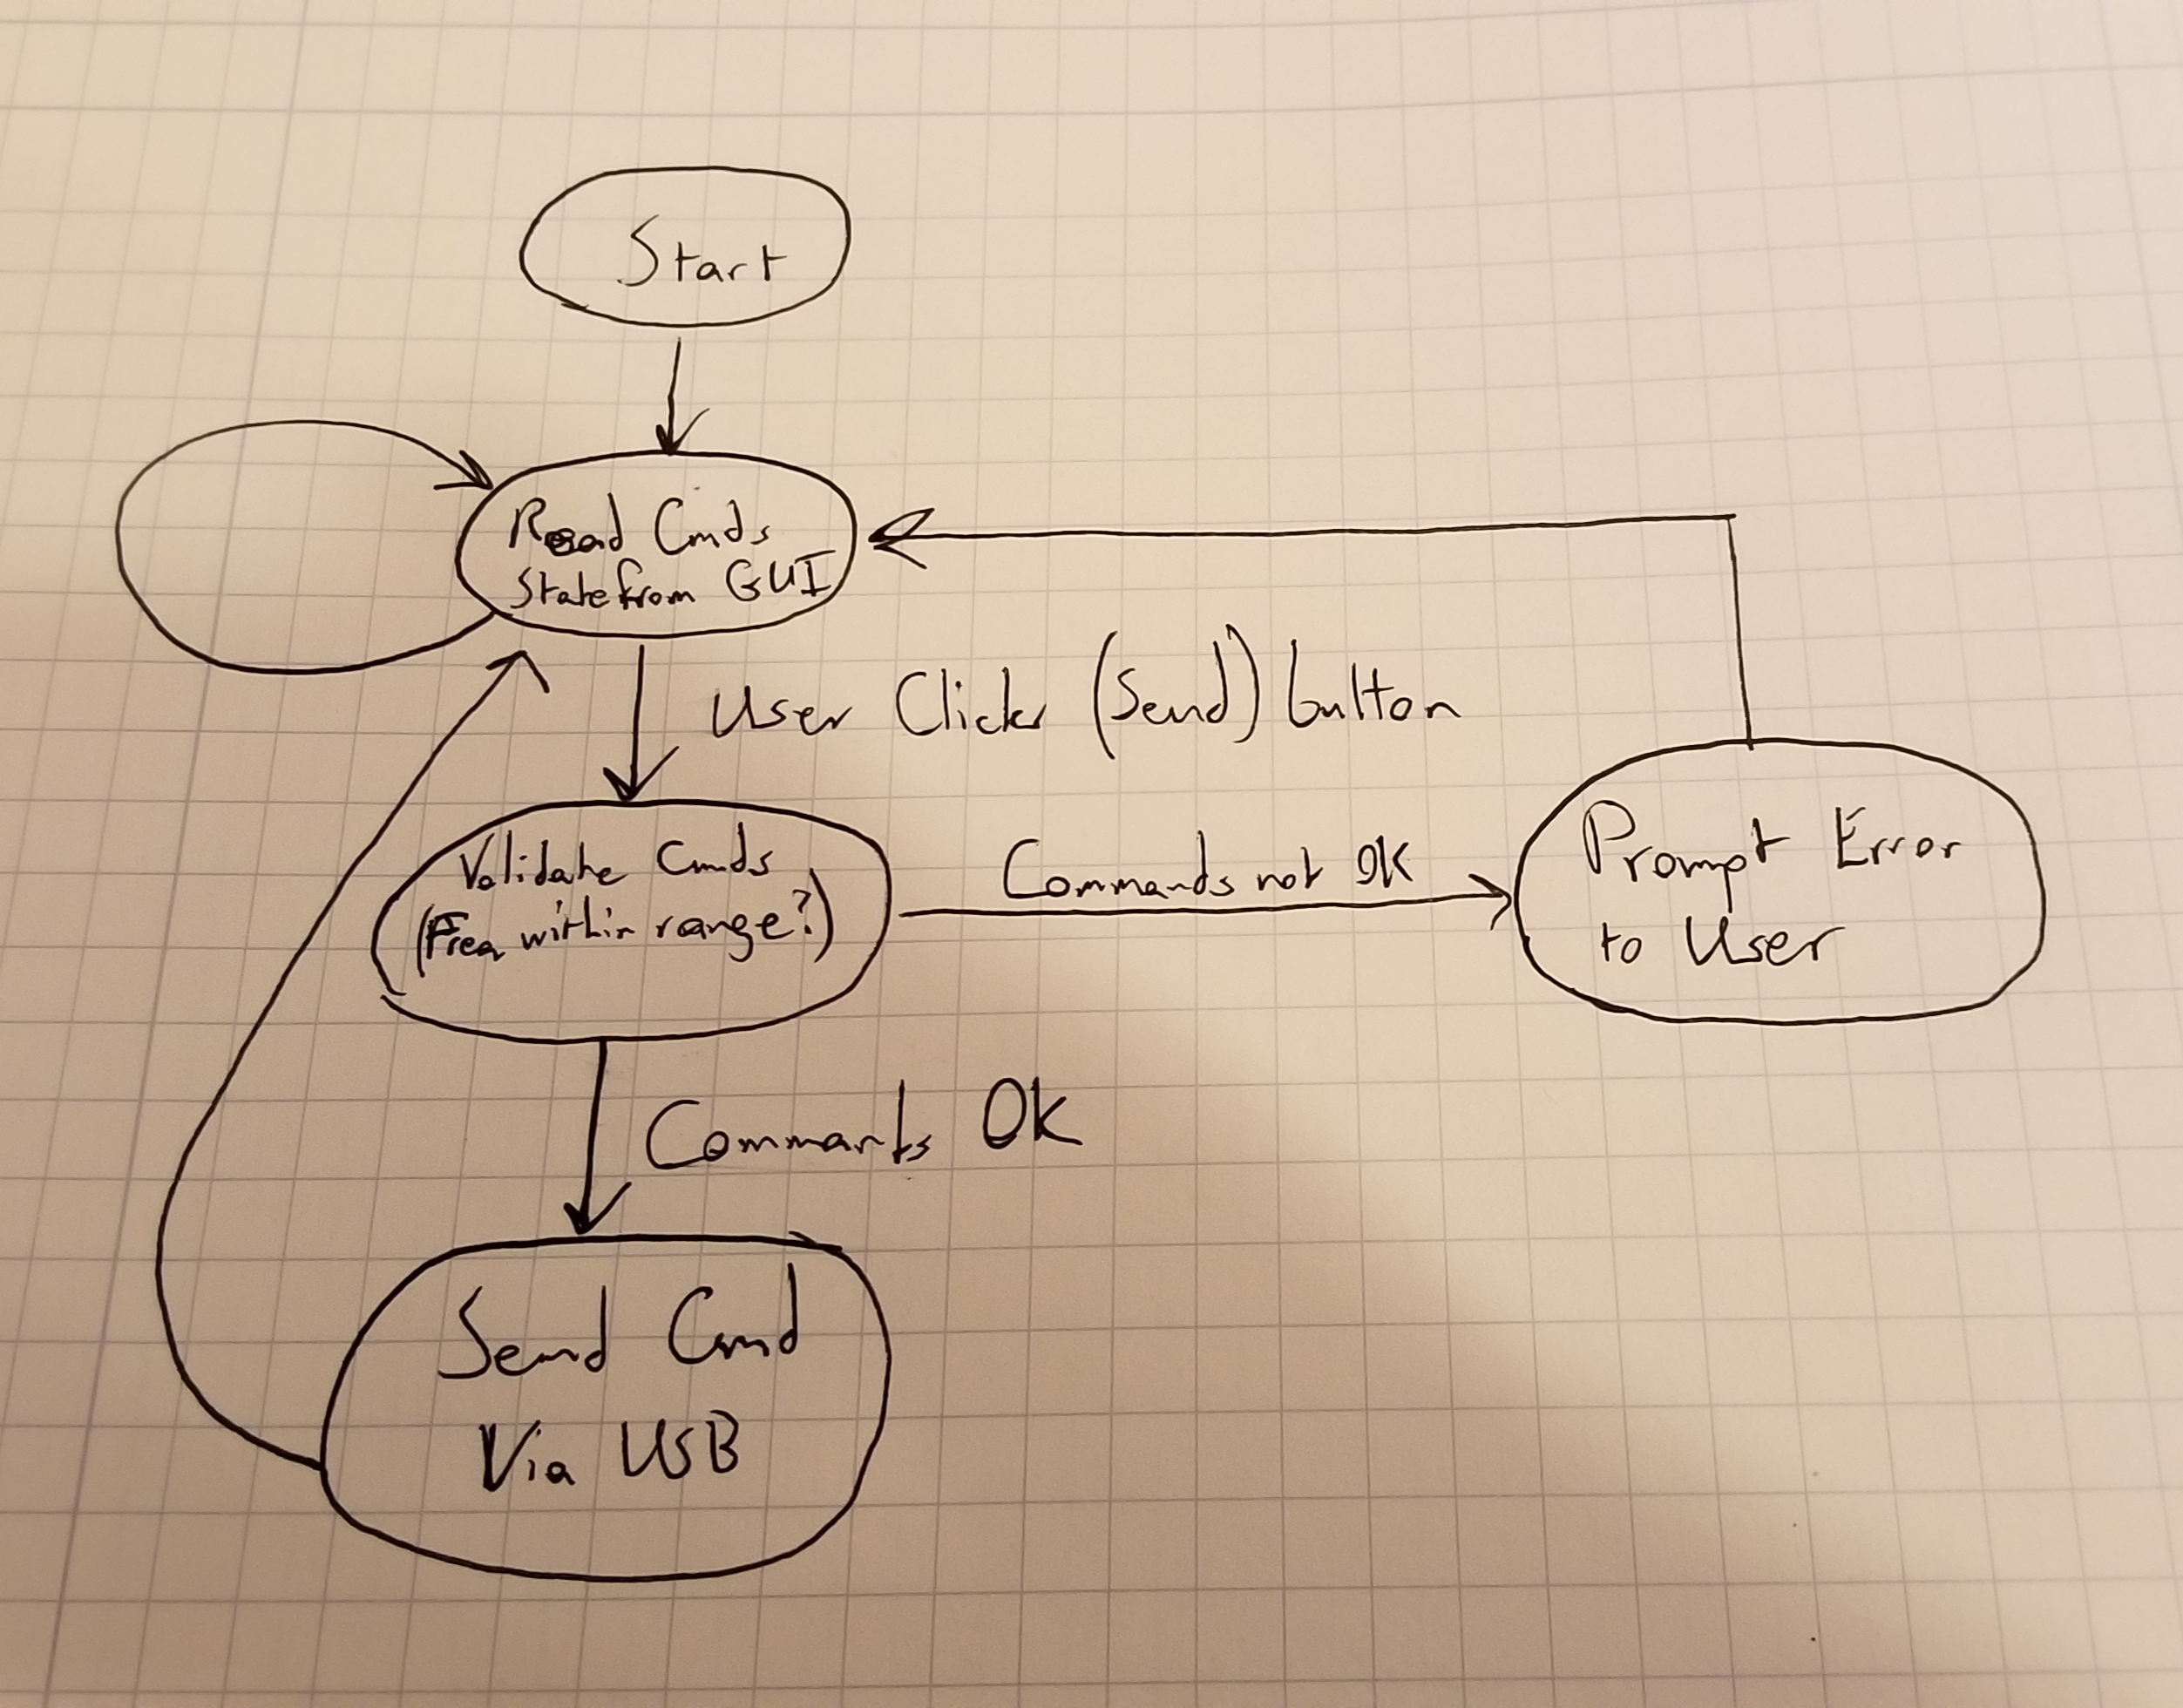 Start
Read Cmds
State from GUI
User Clicks (Send) button
Validate Cmds
(Freq within range?)
Commands not OK
Prompt Error
to User
Commants OK
Send Cmd
Via USB